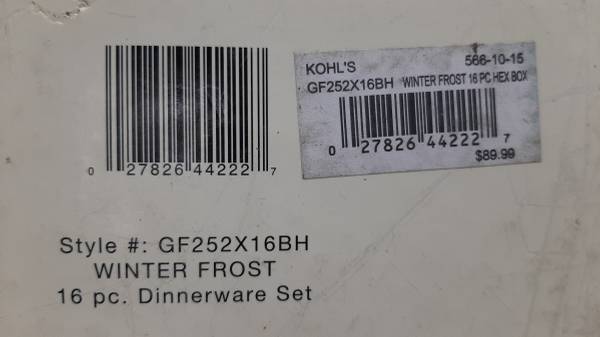 0 27826 44222 7
KOHL'S 566-10-15
GF252X16BH WINTER FROST 16 PC HEX BOX
0 27826 44222 7
$89.99
Style #: GF252X16BH
WINTER FROST
16 pc. Dinnerware Set